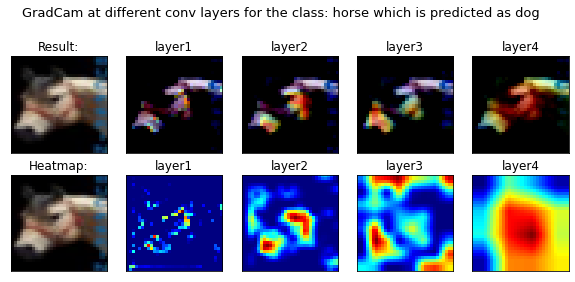 GradCam at different conv layers for the class: horse which is predicted as dog
Result: layer1 layer2 layer3 layer4
Heatmap: layer1 layer2 layer3 layer4